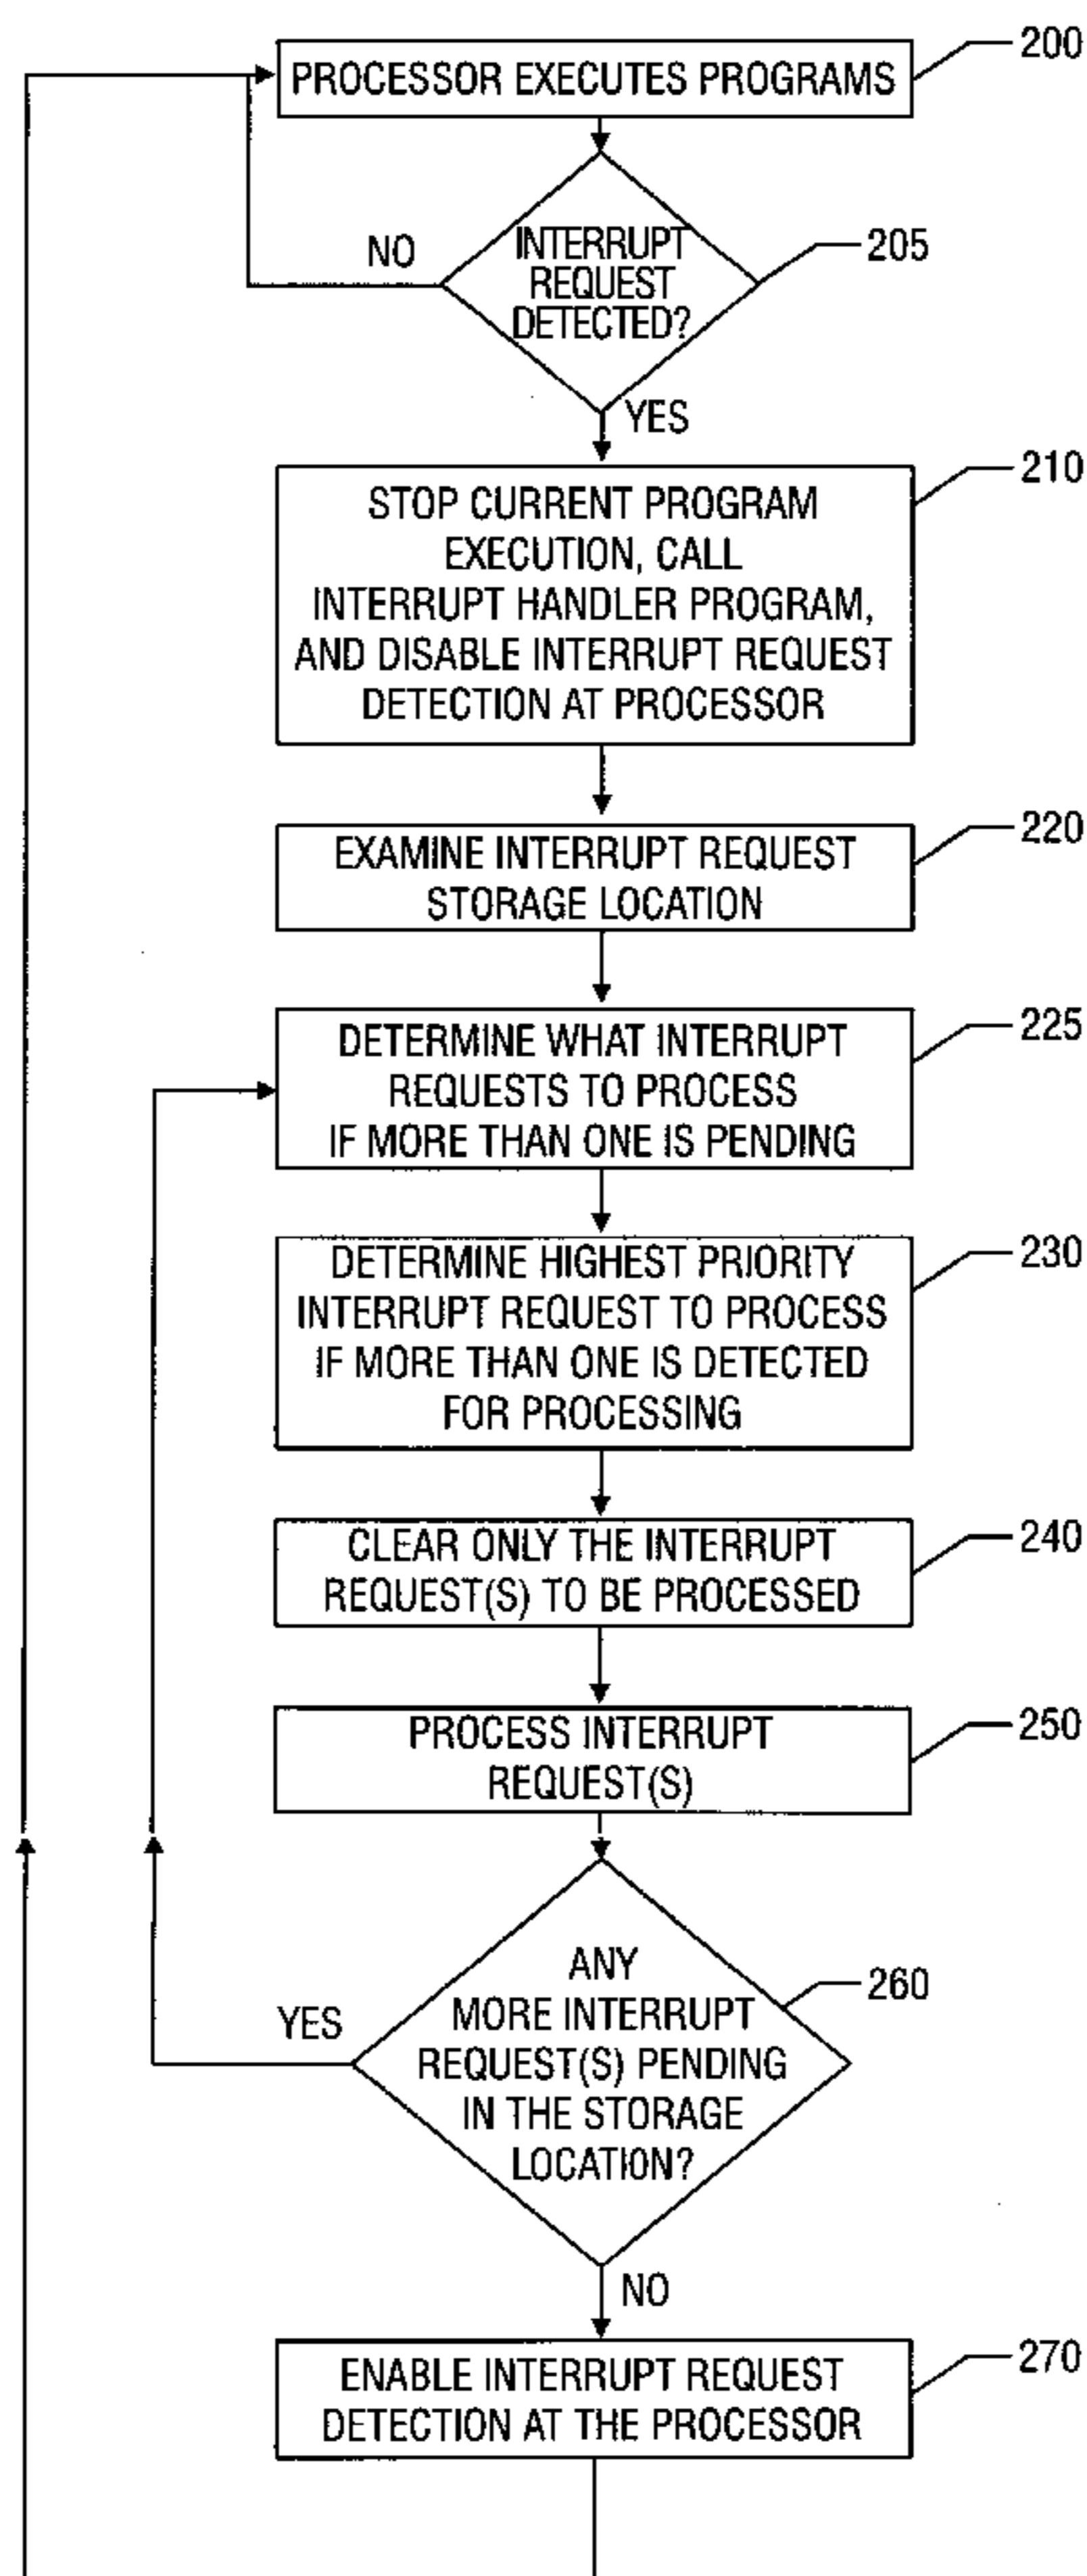 200
PROCESSOR EXECUTES PROGRAMS
NO
INTERRUPT
REQUEST
DETECTED?
205
YES
210
STOP CURRENT PROGRAM
EXECUTION, CALL
INTERRUPT HANDLER PROGRAM,
AND DISABLE INTERRUPT REQUEST
DETECTION AT PROCESSOR
220
EXAMINE INTERRUPT REQUEST
STORAGE LOCATION
225
DETERMINE WHAT INTERRUPT
REQUESTS TO PROCESS
IF MORE THAN ONE IS PENDING
230
DETERMINE HIGHEST PRIORITY
INTERRUPT REQUEST TO PROCESS
IF MORE THAN ONE IS DETECTED
FOR PROCESSING
240
CLEAR ONLY THE INTERRUPT
REQUEST(S) TO BE PROCESSED
250
PROCESS INTERRUPT
REQUEST(S)
260
YES
ANY
MORE INTERRUPT
REQUEST(S) PENDING
IN THE STORAGE
LOCATION?
NO
270
ENABLE INTERRUPT REQUEST
DETECTION AT THE PROCESSOR